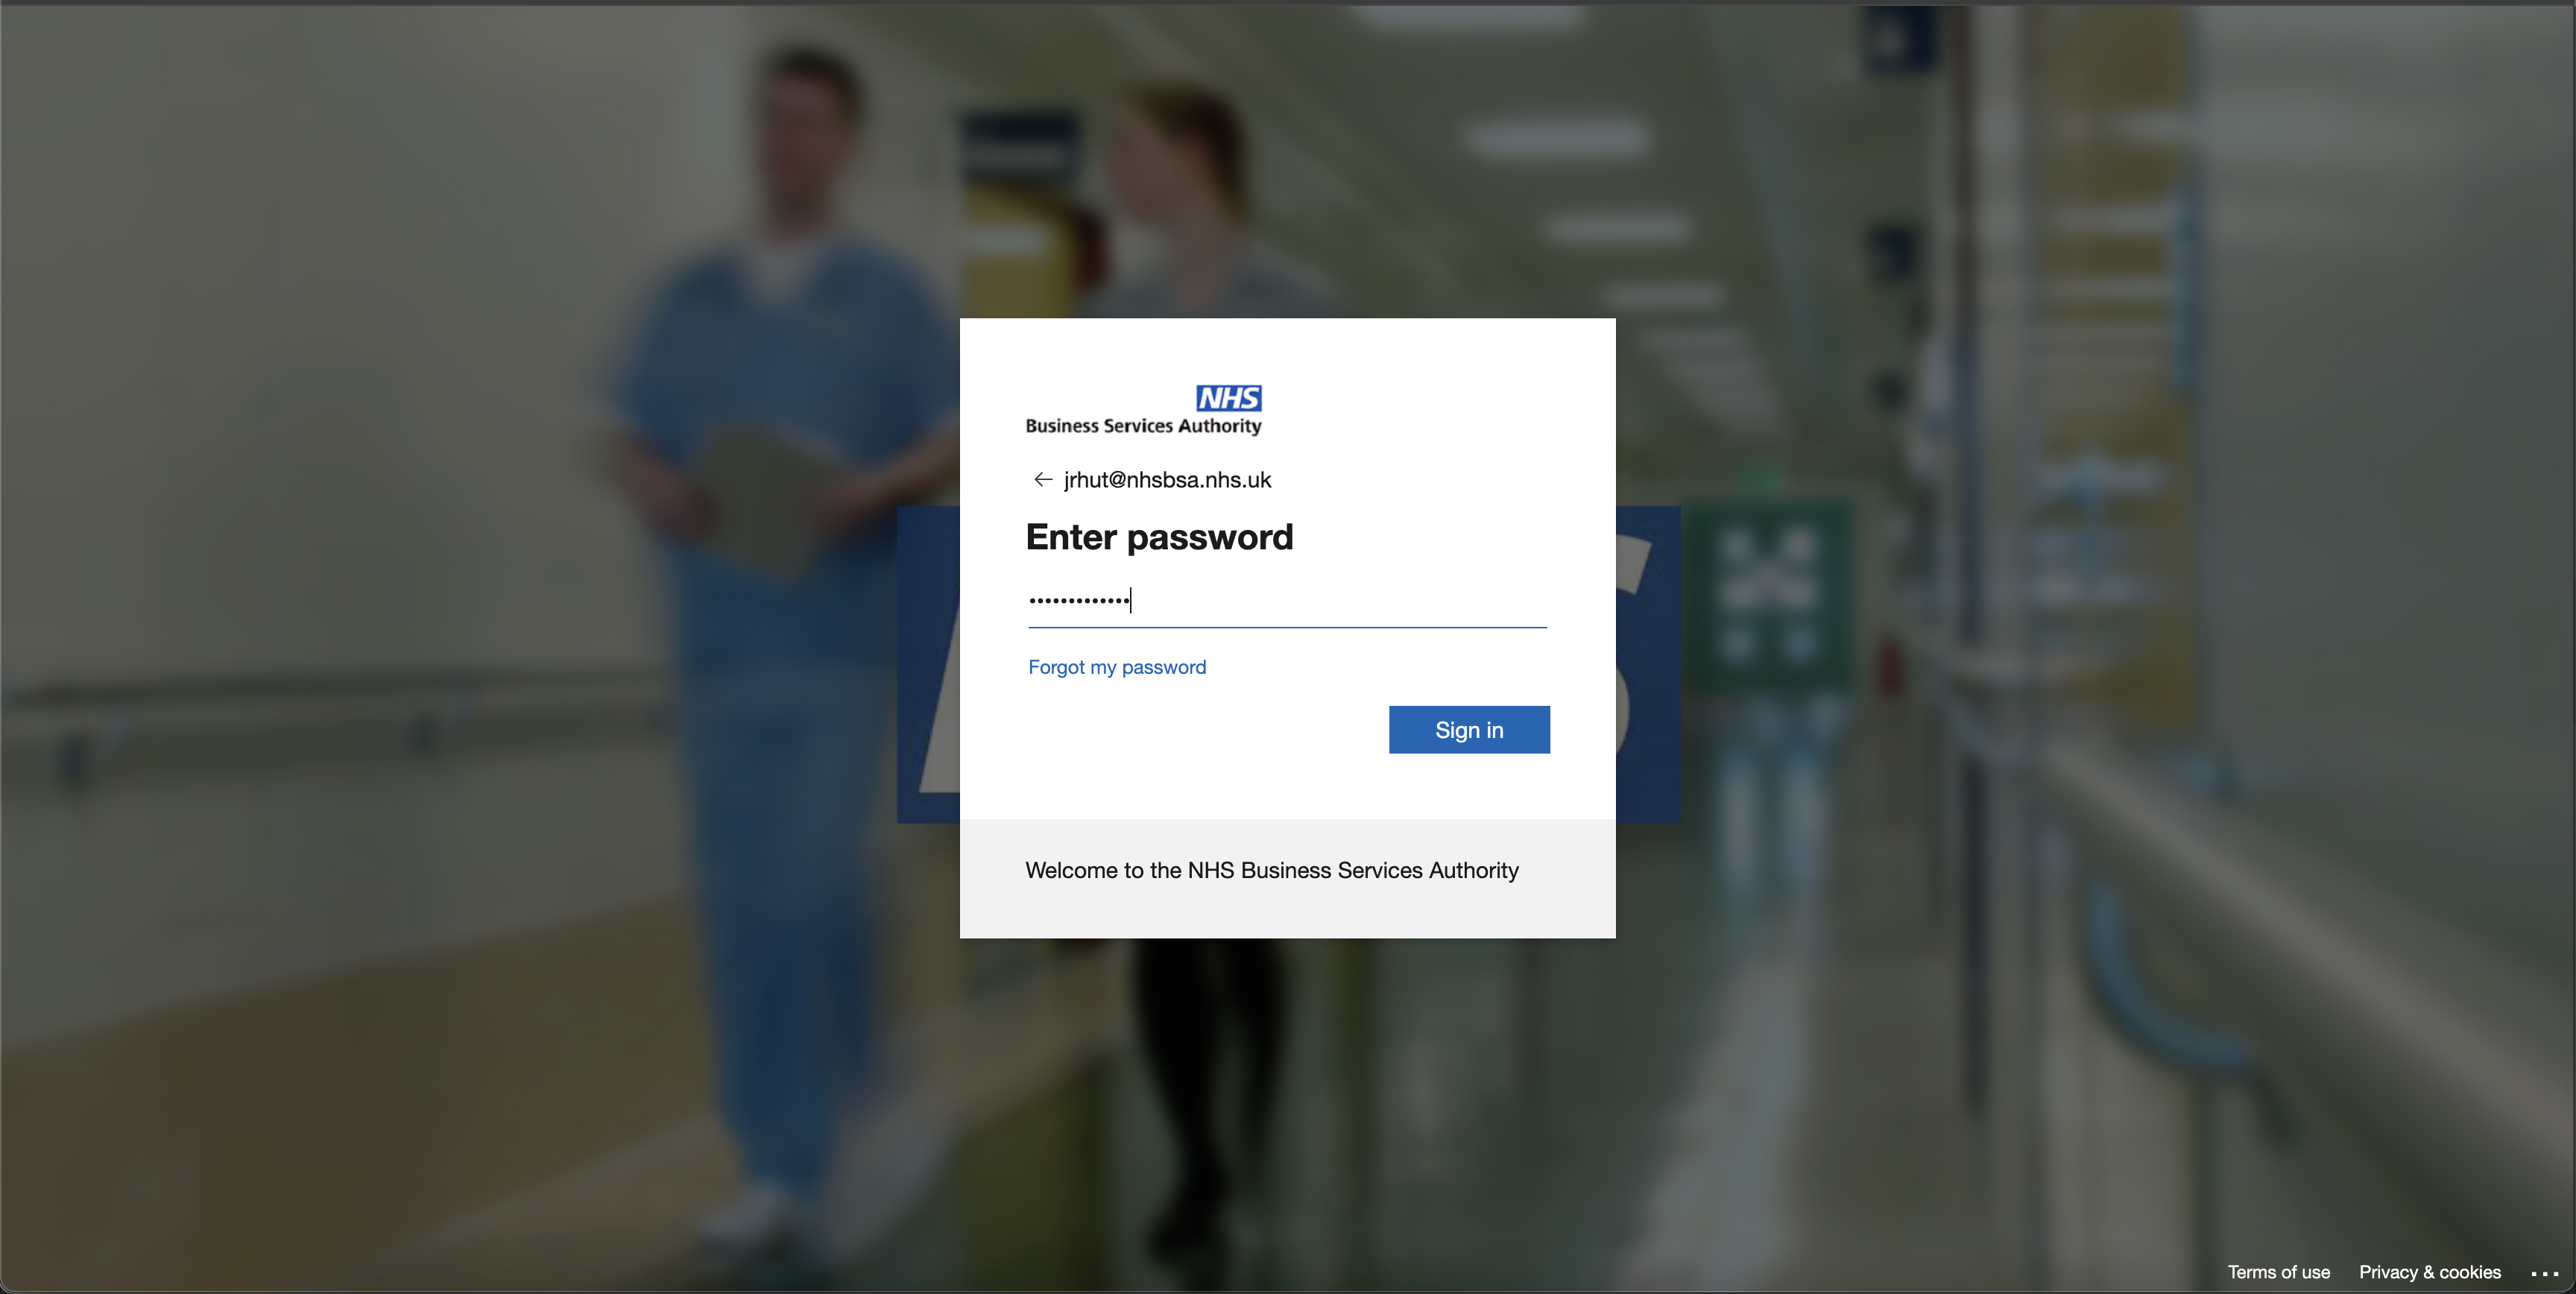 NHS
Business Services Authority
← jrhut@nhsbsa.nhs.uk
Enter password
•••••••••••••
Forgot my password
Sign in
Welcome to the NHS Business Services Authority
Terms of use Privacy & cookies ...